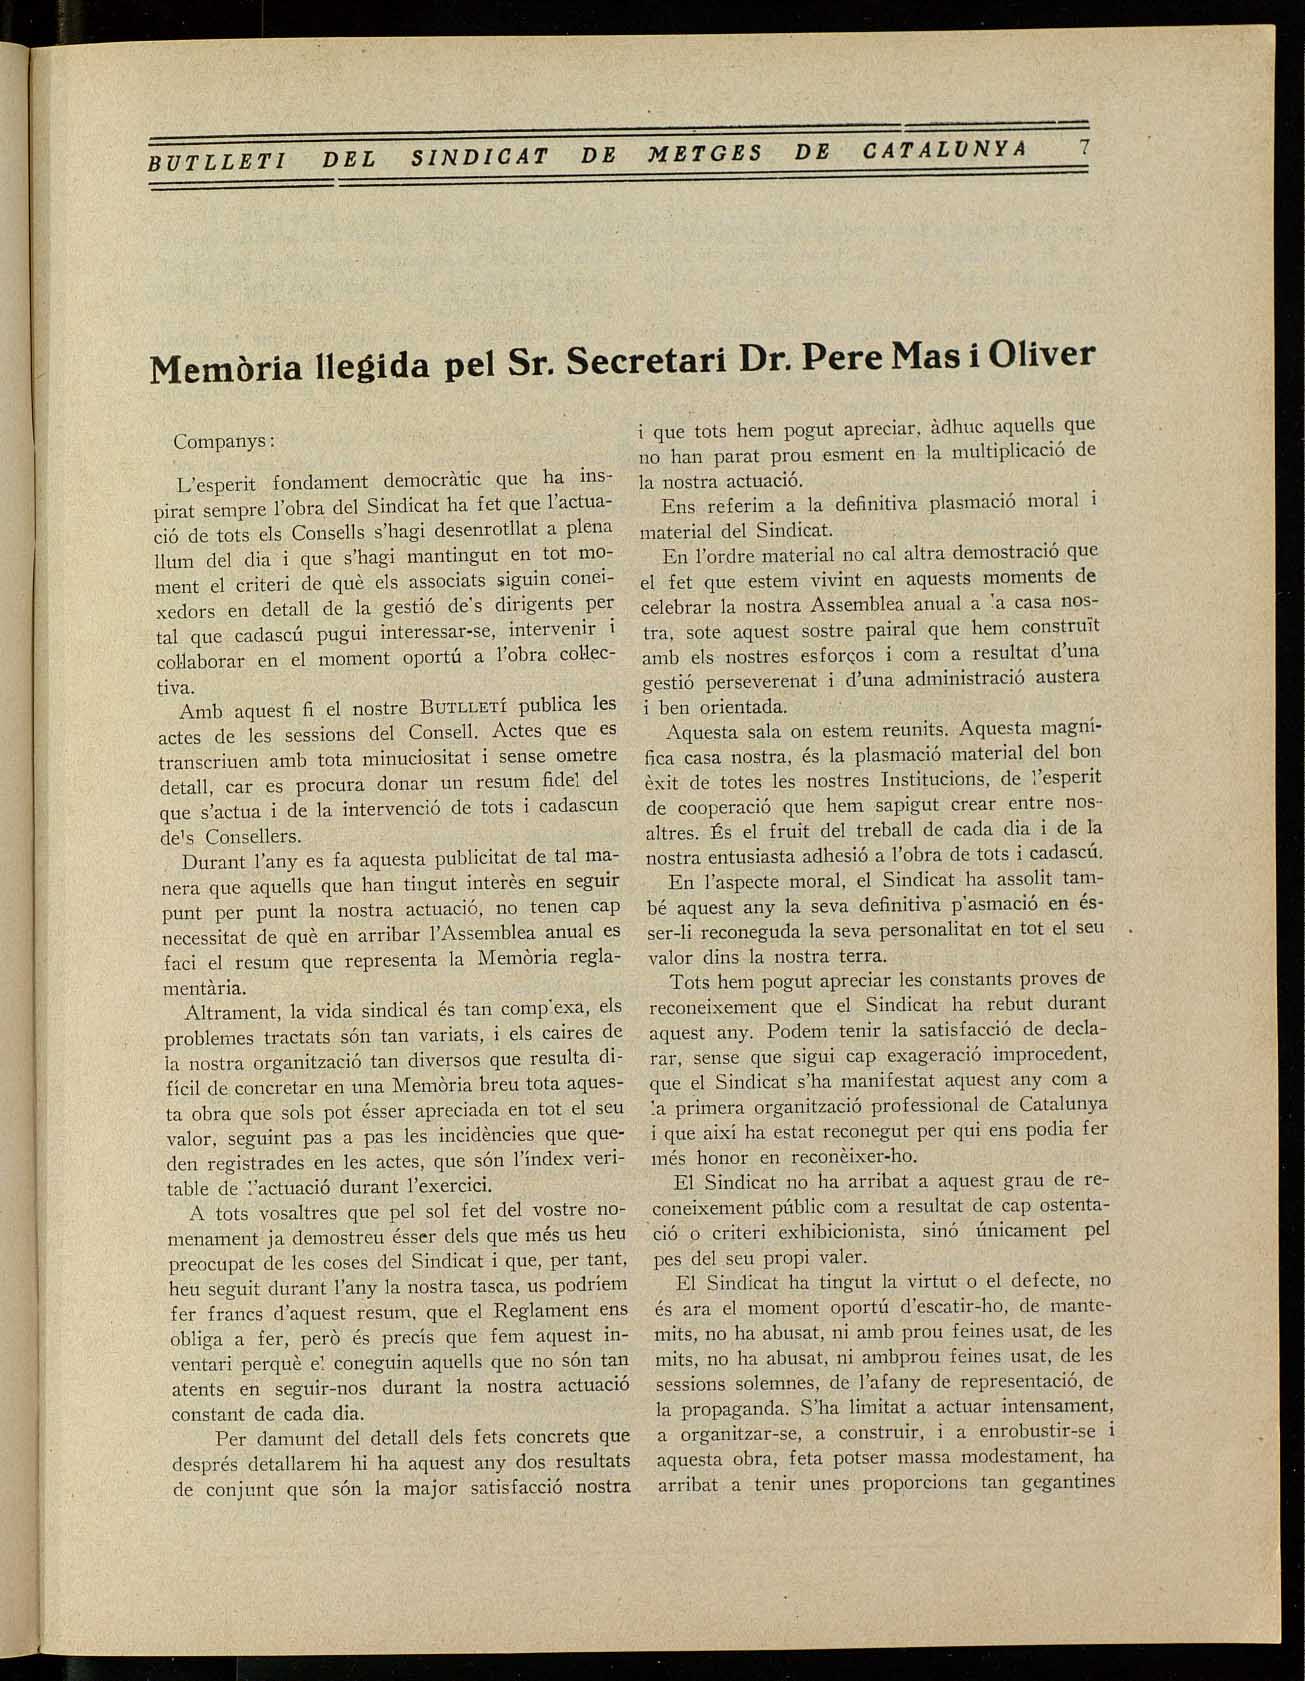 BUTLLETI DEL SINDICAT DE METGES DE CATALUNYA 7
Memòria llegida pel Sr. Secretari Dr. Pere Mas i Oliver
Companys:
L'esperit fondament democràtic que ha ins-
pirat sempre l'obra del Sindicat ha fet que l'actua-
ció de tots els Consells s'hagi desenrotllat a plena
llum del dia i que s'hagi mantingut en tot mo-
ment el criteri de què els associats siguin conei-
xedors en detall de la gestió de's dirigents per
tal que cadascú pugui interessar-se, intervenir i
col·laborar en el moment oportú a l'obra col·lec-
tiva.
Amb aquest fi el nostre BUTLLETÍ publica les
actes de les sessions del Consell. Actes que es
transcriuen amb tota minuciositat i sense ometre
detall, car es procura donar un resum fidel del
que s'actua i de la intervenció de tots i cadascun
de's Consellers.
Durant l'any es fa aquesta publicitat de tal ma-
nera que aquells que han tingut interès en seguir
punt per punt la nostra actuació, no tenen cap
necessitat de què en arribar l'Assemblea anual es
faci el resum que representa la Memòria regla-
mentària.
Altrament, la vida sindical és tan comp'exa, els
problemes tractats són tan variats, i els caires de
la nostra organització tan diversos que resulta di-
fícil de concretar en una Memòria breu tota aques-
ta obra que sols pot ésser apreciada en tot el seu
valor, seguint pas a pas les incidències que que-
den registrades en les actes, que són l'índex veri-
table de l'actuació durant l'exercici.
A tots vosaltres que pel sol fet del vostre no-
menament ja demostreu ésser dels que més us heu
preocupat de les coses del Sindicat i que, per tant,
heu seguit durant l'any la nostra tasca, us podríem
fer francs d'aquest resum, que el Reglament ens
obliga a fer, però és precís que fem aquest in-
ventari perquè el coneguin aquells que no són tan
atents en seguir-nos durant la nostra actuació
constant de cada dia.
Per damunt del detall dels fets concrets que
després detallarem hi ha aquest any dos resultats
de conjunt que són la major satisfacció nostra
i que tots hem pogut apreciar, àdhuc aquells que
no han parat prou esment en la multiplicació de
la nostra actuació.
Ens referim a la definitiva plasmació moral i
material del Sindicat.
En l'ordre material no cal altra demostració que
el fet que estem vivint en aquests moments de
celebrar la nostra Assemblea anual a la casa nos-
tra, sote aquest sostre pairal que hem construït
amb els nostres esforços i com a resultat d'una
gestió perseverenat i d'una administració austera
i ben orientada.
Aquesta sala on estem reunits. Aquesta magní-
fica casa nostra, és la plasmació material del bon
èxit de totes les nostres Institucions, de l'esperit
de cooperació que hem sapigut crear entre nos-
altres. És el fruit del treball de cada dia i de la
nostra entusiasta adhesió a l'obra de tots i cadascú.
En l'aspecte moral, el Sindicat ha assolit tam-
bé aquest any la seva definitiva p'asmació en és-
ser-li reconeguda la seva personalitat en tot el seu
valor dins la nostra terra.
Tots hem pogut apreciar les constants proves de
reconeixement que el Sindicat ha rebut durant
aquest any. Podem tenir la satisfacció de decla-
rar, sense que sigui cap exageració improcedent,
que el Sindicat s'ha manifestat aquest any com a
la primera organització professional de Catalunya
i que així ha estat reconegut per qui ens podia fer
més honor en reconèixer-ho.
El Sindicat no ha arribat a aquest grau de re-
coneixement públic com a resultat de cap ostenta-
ció o criteri exhibicionista, sinó únicament pel
pes del seu propi valer.
El Sindicat ha tingut la virtut o el defecte, no
és ara el moment oportú d'escatir-ho, de mante-
mits, no ha abusat, ni amb prou feines usat, de les
mits, no ha abusat, ni ambprou feines usat, de les
sessions solemnes, de l'afany de representació, de
la propaganda. S'ha limitat a actuar intensament,
a organitzar-se, a construir, i a enrobustir-se i
aquesta obra, feta potser massa modestament, ha
arribat a tenir unes proporcions tan gegantines